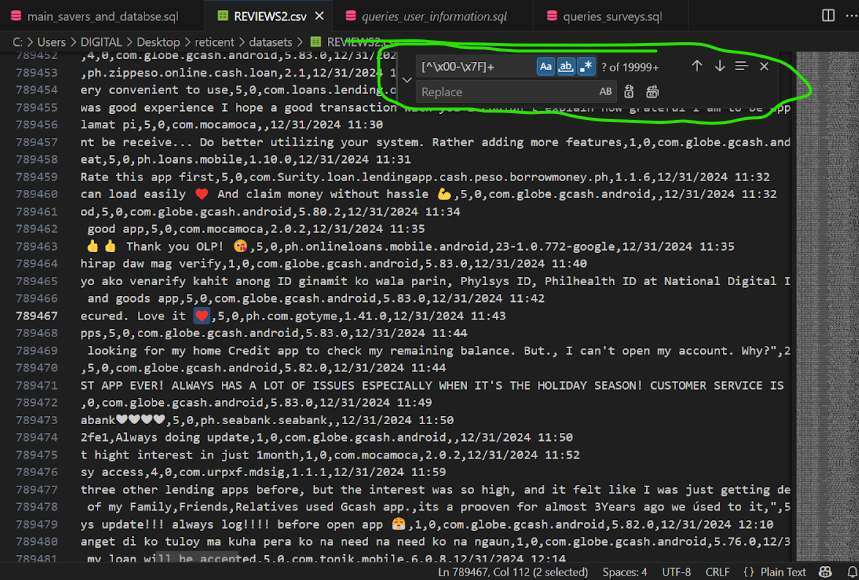 main_savers_and_databse.sql
REVIEWS2.csv
queries_user_information.sql
queries_surveys.sql
C: > Users > DIGITAL > Desktop > reticent > datasets > REVIEWS2.csv
[^\x00-\x7F]+
Aa
ab
.*
? of 19999+
Replace
AB
789452 ,4,0,com.globe.gcash.android,5.83.0,12/31/202
789453 ,ph.zippeso.online.cash.loan,2.1,12/31/2024 1
ery convenient to use,5,0,com.loans.lending.c
was good experience I hope a good transaction with you
lamat pi,5,0,com.mocamoca,,12/31/2024 11:30
789457 nt be receive... Do better utilizing your system. Rather adding more features,1,0,com.globe.gcash.and
789458 eat,5,0,ph.loans.mobile,1.10.0,12/31/2024 11:31
789459 Rate this app first,5,0,com.Surity.loan.lendingapp.cash.peso.borrowmoney.ph,1.1.6,12/31/2024 11:32
789460 can load easily ❤️ And claim money without hassle 💪,5,0,com.globe.gcash.android,,12/31/2024 11:32
789461 od,5,0,com.globe.gcash.android,5.80.2,12/31/2024 11:34
789462 good app,5,0,com.mocamoca,2.0.2,12/31/2024 11:35
789463 👍👍 Thank you OLP! 😘,5,0,ph.onlineloans.mobile.android,23-1.0.772-google,12/31/2024 11:35
789464 hirap daw mag verify,1,0,com.globe.gcash.android,5.83.0,12/31/2024 11:40
789465 yo ako venarify kahit anong ID ginamit ko wala parin, Phylsys ID, Philhealth ID at National Digital I
789466 and goods app,5,0,com.globe.gcash.android,5.83.0,12/31/2024 11:42
789467 ecured. Love it ❤️,5,0,ph.com.gotyme,1.41.0,12/31/2024 11:43
789468 pps,5,0,com.globe.gcash.android,5.83.0,12/31/2024 11:44
789469 looking for my home Credit app to check my remaining balance. But., I can't open my account. Why?",2
789470 ,5,0,com.globe.gcash.android,5.82.0,12/31/2024 11:44
789471 ST APP EVER! ALWAYS HAS A LOT OF ISSUES ESPECIALLY WHEN IT'S THE HOLIDAY SEASON! CUSTOMER SERVICE IS
789472 ,0,com.globe.gcash.android,5.83.0,12/31/2024 11:49
789473 abank🤍🤍🤍🤍,5,0,ph.seabank.seabank,,12/31/2024 11:50
789474 2fe1,Always doing update,1,0,com.globe.gcash.android,,12/31/2024 11:50
789475 t hight interest in just 1month,1,0,com.mocamoca,2.0.2,12/31/2024 11:52
789476 sy access,4,0,com.urpxf.mdsig,1.1.1,12/31/2024 11:59
789477 three other lending apps before, but the interest was so high, and it felt like I was just getting de
789478 of my Family,Friends,Relatives used Gcash app.,its a prooven for almost 3Years ago we úsed to it,",5
789479 ys update!!! always log!!!! before open app 😤,1,0,com.globe.gcash.android,5.82.0,12/31/2024 12:10
789480 anget di ko tuloy ma kuha pera ko na need na need ko na ngaun,1,0,com.globe.gcash.android,5.76.0,12/3
789481 my loan will be accepted,5,0,com.tonik.mobile,6.0.8,12/31/2024 12:14
Ln 789467, Col 112 (2 selected)
Spaces: 4
UTF-8
CRLF
{} Plain Text